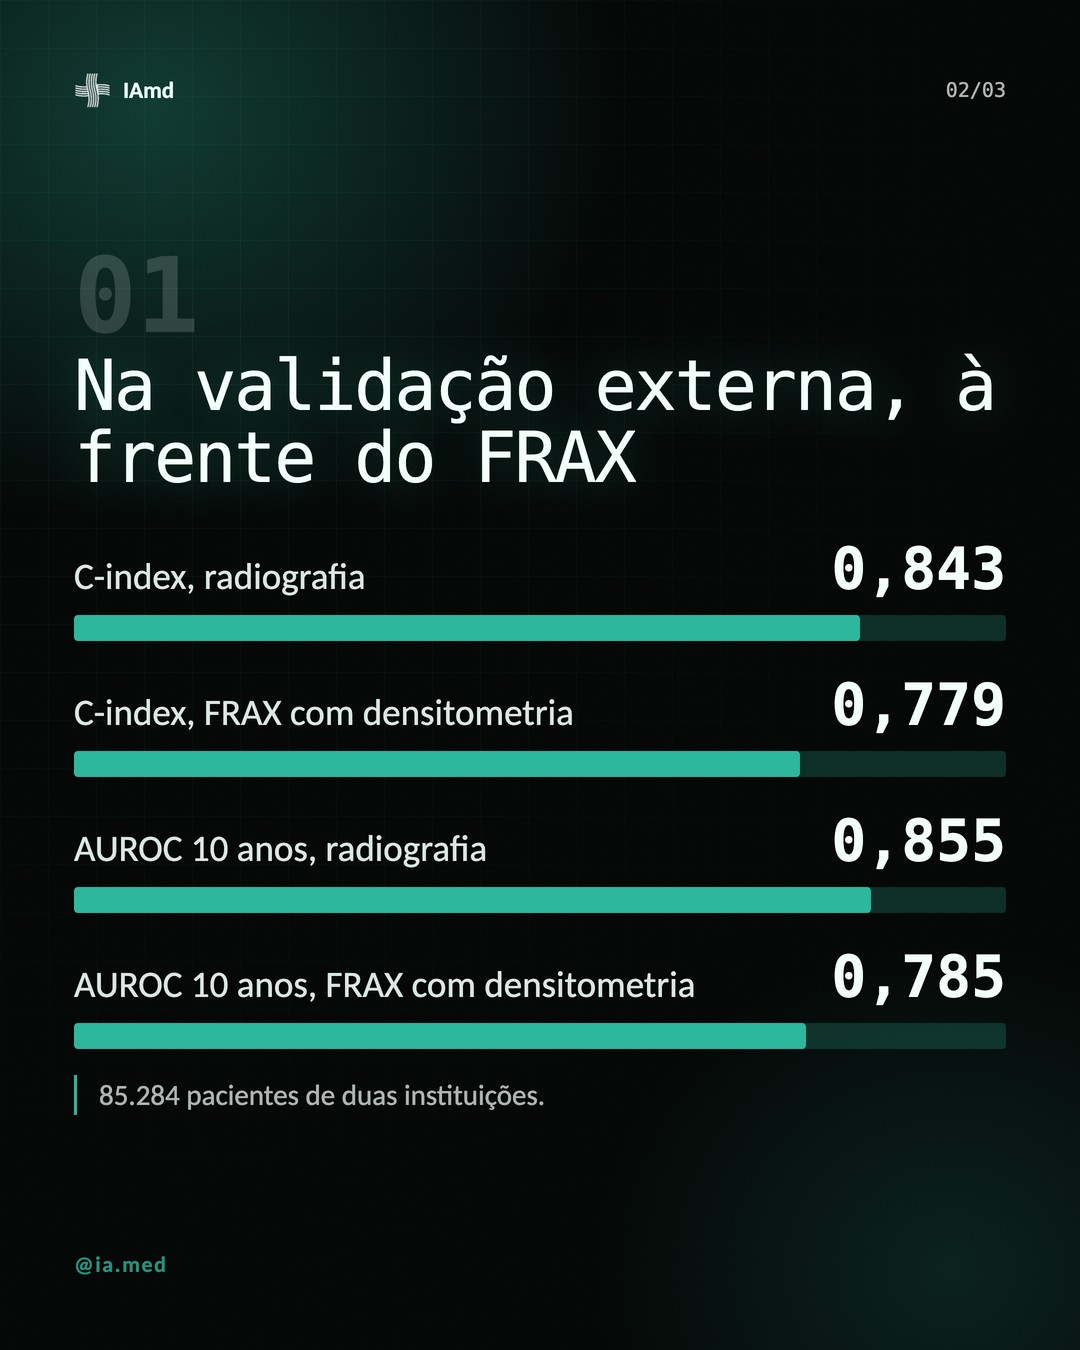 IAmd
02/03
01
Na validação externa, à
frente do FRAX
C-index, radiografia
0,843
C-index, FRAX com densitometria
0,779
AUROC 10 anos, radiografia
0,855
AUROC 10 anos, FRAX com densitometria
0,785
85.284 pacientes de duas instituições.
@ia.med